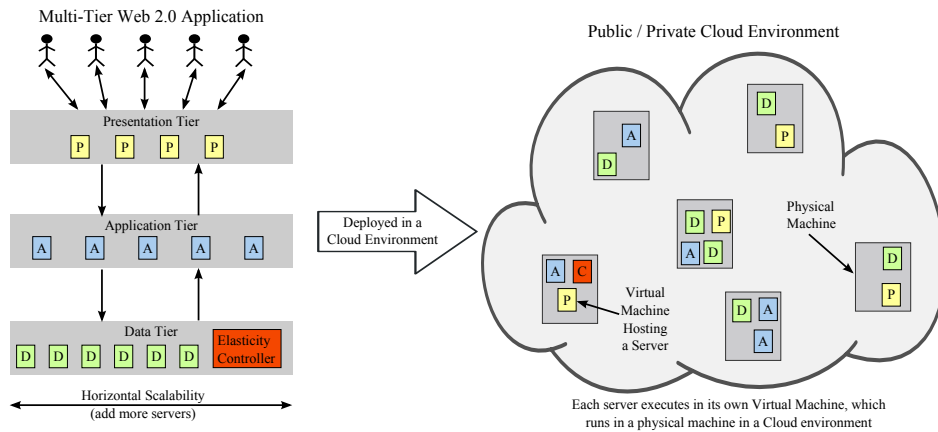 Multi-Tier Web 2.0 Application
Presentation Tier
P P P P
Application Tier
A A A A A
Data Tier
D D D D D D
Elasticity
Controller
Horizontal Scalability
(add more servers)
Deployed in a
Cloud Environment
Public / Private Cloud Environment
A
D
D
P
D P
A D
A C
P
D A
A
D
P
Physical
Machine
Virtual
Machine
Hosting
a Server
Each server executes in its own Virtual Machine, which
runs in a physical machine in a Cloud environment